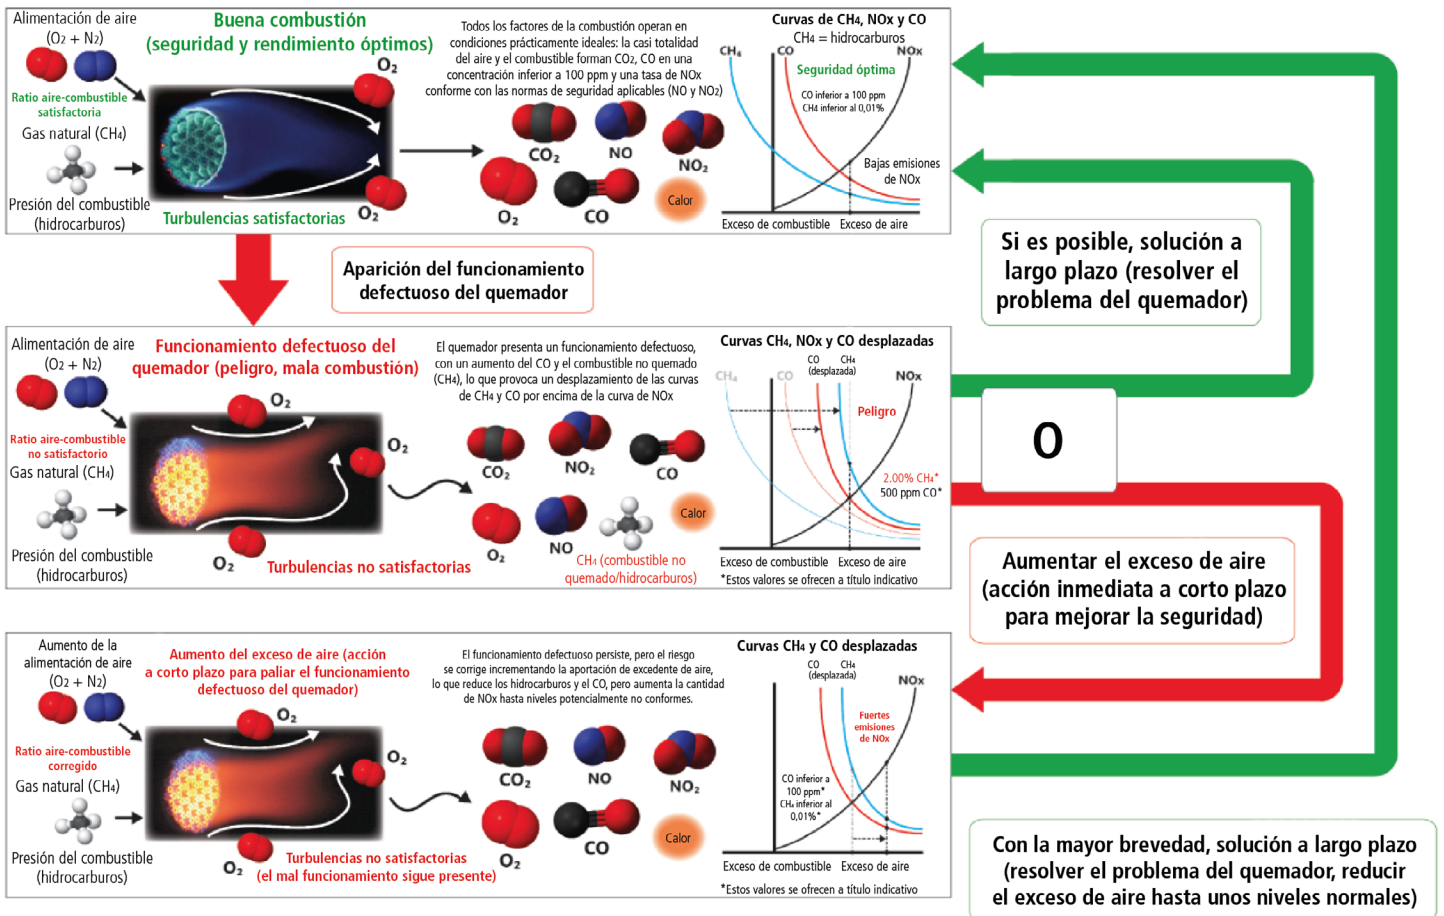 Alimentación de aire
(O₂ + N₂)
Ratio aire-combustible
satisfactoria
Gas natural (CH₄)
Presión del combustible
(hidrocarburos)
Buena combustión
(seguridad y rendimiento óptimos)
O₂
O₂
Turbulencias satisfactorias
Todos los factores de la combustión operan en
condiciones prácticamente ideales: la casi totalidad
del aire y el combustible forman CO₂, CO en una
concentración inferior a 100 ppm y una tasa de NOx
conforme con las normas de seguridad aplicables (NO y NO₂)
CO₂
NO
NO₂
O₂
CO
Calor
Curvas de CH₄, NOx y CO
CH₄ = hidrocarburos
CH₄
CO
NOx
Seguridad óptima
CO inferior a 100 ppm
CH4 inferior al 0,01%
Bajas emisiones
de NOx
Exceso de combustible
Exceso de aire
Aparición del funcionamiento
defectuoso del quemador
Si es posible, solución a
largo plazo (resolver el
problema del quemador)
Alimentación de aire
(O₂ + N₂)
Ratio aire-combustible
no satisfactorio
Gas natural (CH₄)
Presión del combustible
(hidrocarburos)
Funcionamiento defectuoso del
quemador (peligro, mala combustión)
O₂
O₂
O₂
Turbulencias no satisfactorias
El quemador presenta un funcionamiento defectuoso,
con un aumento del CO y el combustible no quemado
(CH₄), lo que provoca un desplazamiento de las curvas
de CH₄ y CO por encima de la curva de NOx
CO₂
NO₂
CO
O₂
NO
CH₄ (combustible no
quemado/hidrocarburos)
Calor
Curvas CH₄, NOx y CO desplazadas
CH₄
CO
CO
(desplazada)
CH₄
NOx
Peligro
2.00% CH₄*
500 ppm CO*
Exceso de combustible
Exceso de aire
*Estos valores se ofrecen a título indicativo
O
Aumentar el exceso de aire
(acción inmediata a corto plazo
para mejorar la seguridad)
Aumento de la
alimentación de aire
(O₂ + N₂)
Ratio aire-combustible
corregido
Gas natural (CH₄)
Presión del combustible
(hidrocarburos)
Aumento del exceso de aire (acción
a corto plazo para paliar el funcionamiento
defectuoso del quemador)
O₂
O₂
O₂
Turbulencias no satisfactorias
(el mal funcionamiento sigue presente)
El funcionamiento defectuoso persiste, pero el riesgo
se corrige incrementando la aportación de excedente de aire,
lo que reduce los hidrocarburos y el CO, pero aumenta la cantidad
de NOx hasta niveles potencialmente no conformes.
CO₂
NO
NO₂
O₂
CO
Calor
Curvas CH₄ y CO desplazadas
CO
(desplazada)
CH₄
NOx
Fuertes
emisiones
de NOx
CO inferior a
100 ppm*
CH₄ inferior al
0,01%*
Exceso de combustible
Exceso de aire
*Estos valores se ofrecen a título indicativo
Con la mayor brevedad, solución a largo plazo
(resolver el problema del quemador, reducir
el exceso de aire hasta unos niveles normales)